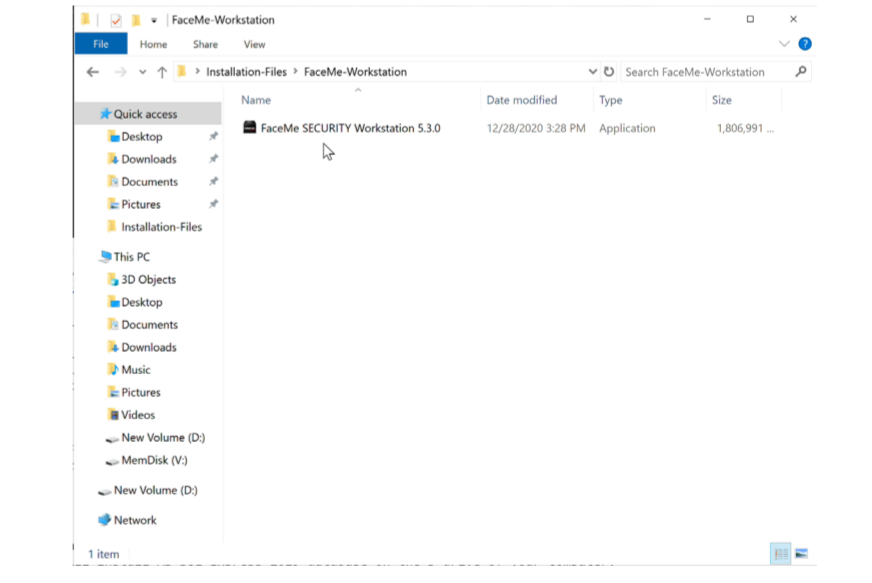 FaceMe-Workstation
File Home Share View
Installation-Files > FaceMe-Workstation Search FaceMe-Workstation
Name Date modified Type Size
FaceMe SECURITY Workstation 5.3.0 12/28/2020 3:28 PM Application 1,806,991 ...
Quick access
Desktop
Downloads
Documents
Pictures
Installation-Files
This PC
3D Objects
Desktop
Documents
Downloads
Music
Pictures
Videos
New Volume (D:)
MemDisk (V:)
New Volume (D:)
Network
1 item